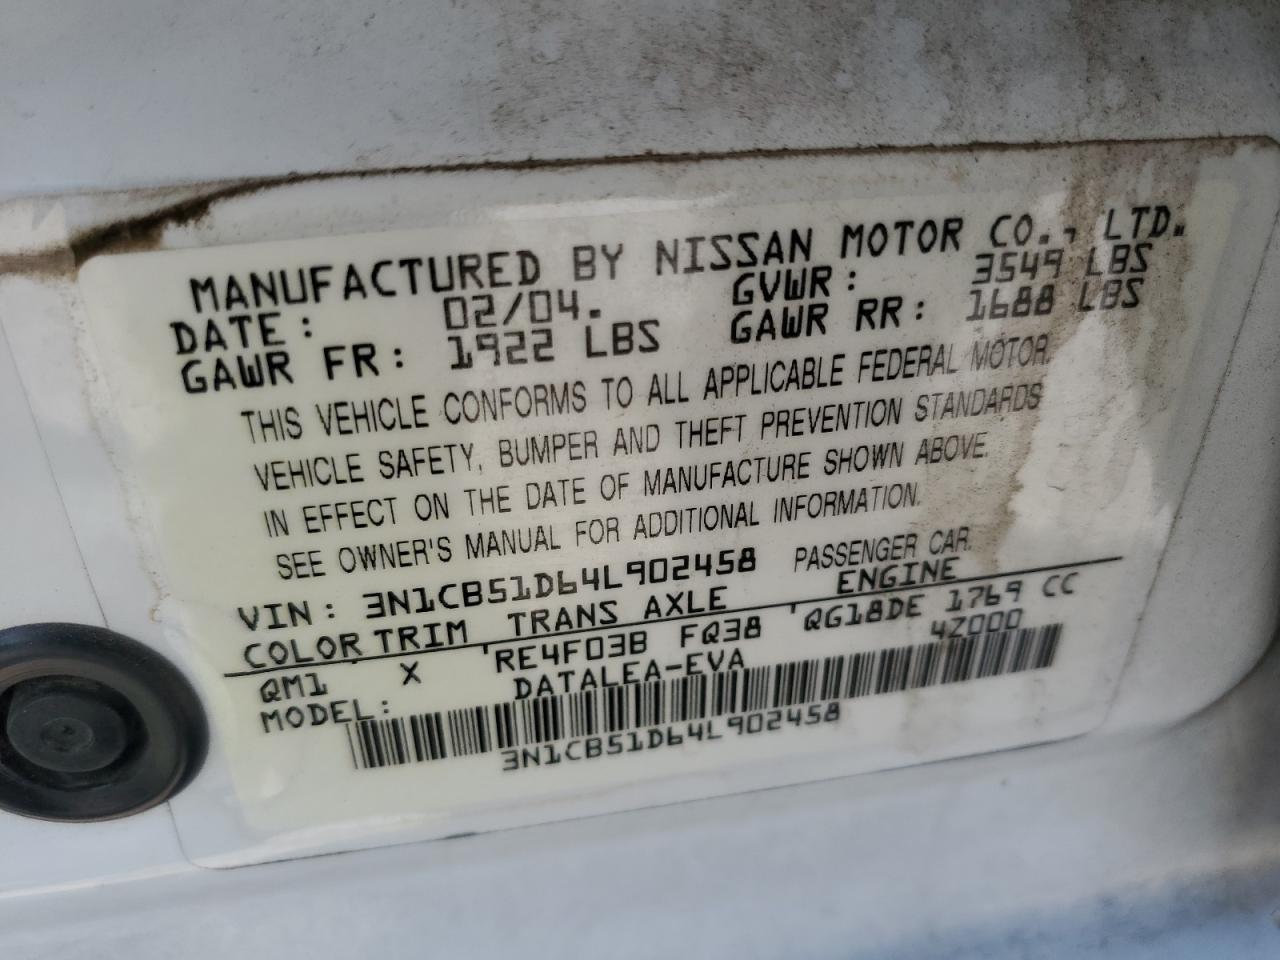 MANUFACTURED BY NISSAN MOTOR CO., LTD.
DATE: 02/04. GVWR: 3549 LBS
GAWR FR: 1922 LBS GAWR RR: 1688 LBS
THIS VEHICLE CONFORMS TO ALL APPLICABLE FEDERAL MOTOR
VEHICLE SAFETY, BUMPER AND THEFT PREVENTION STANDARDS
IN EFFECT ON THE DATE OF MANUFACTURE SHOWN ABOVE.
SEE OWNER'S MANUAL FOR ADDITIONAL INFORMATION.
VIN: 3N1CB51D64L902458 PASSENGER CAR.
COLOR TRIM TRANS AXLE ENGINE
QM1 X RE4F03B FQ38 QG18DE 1769 CC
MODEL: DATALEA-EVA 4Z000
3N1CB51D64L902458